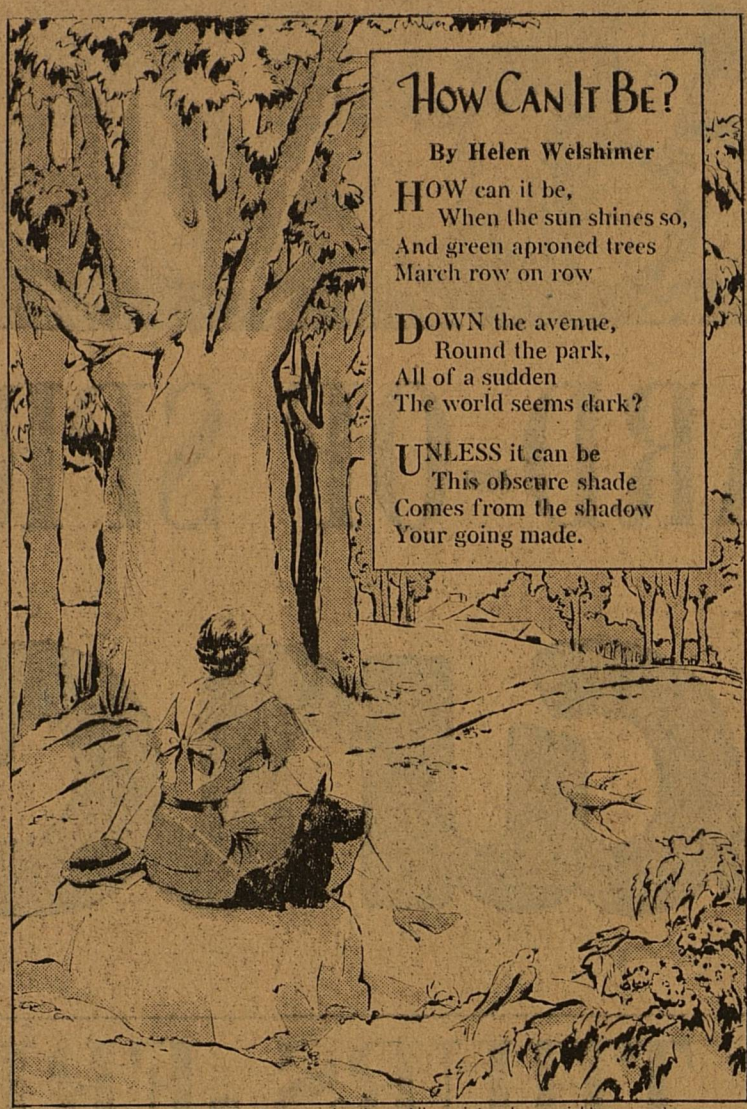 HOW CAN IT BE?
By Helen Welshimer
HOW can it be,
When the sun shines so,
And green aproned trees
March row on row
DOWN the avenue,
Round the park,
All of a sudden
The world seems dark?
UNLESS it can be
This obscure shade
Comes from the shadow
Your going made.